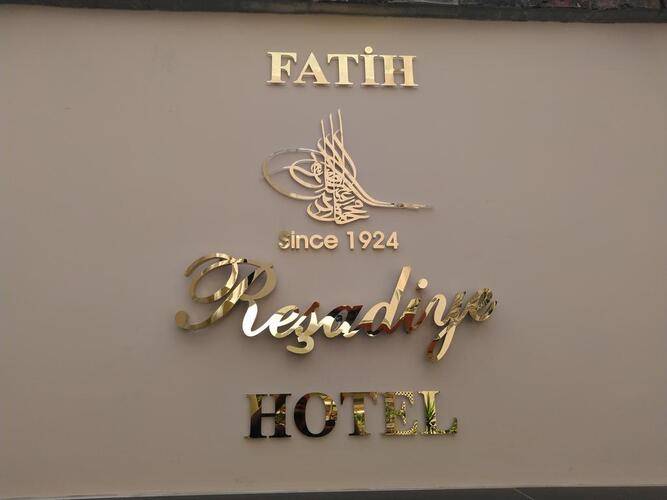 FATİH
Since 1924
Reşadiye
HOTEL